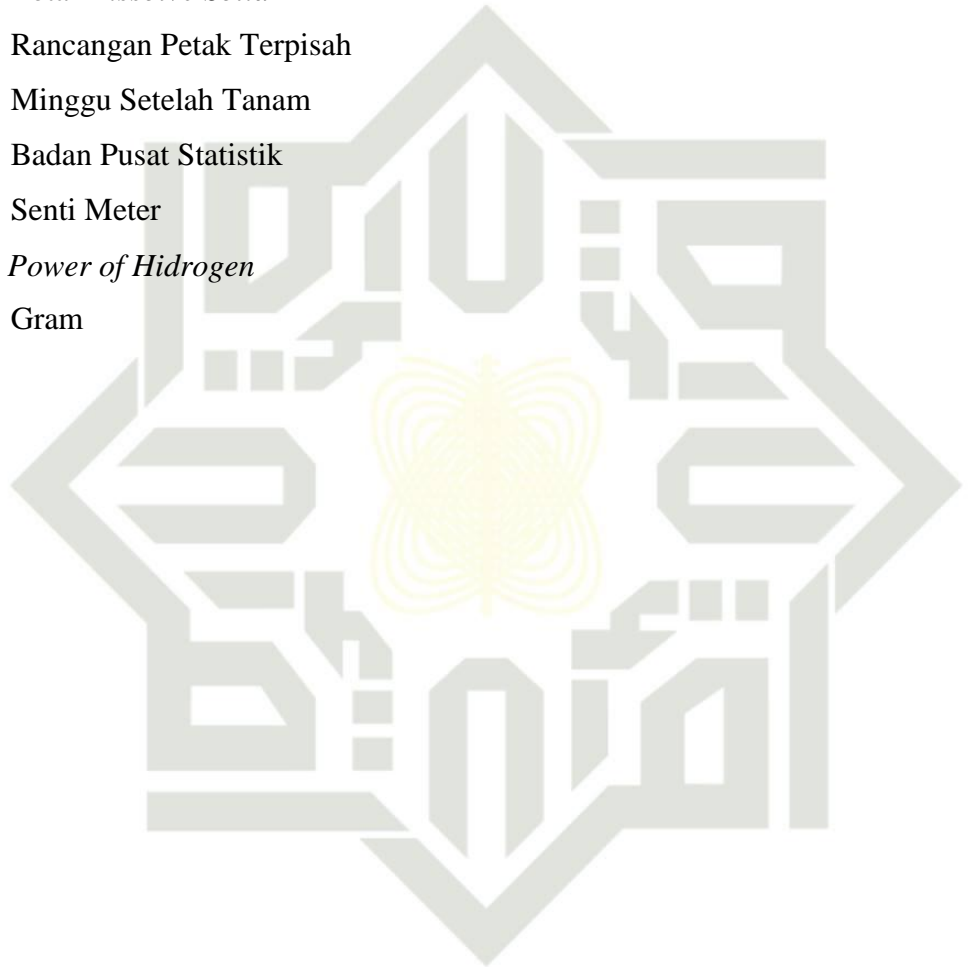 Rancangan Petak Terpisah
Minggu Setelah Tanam
Badan Pusat Statistik
Senti Meter
Power of Hidrogen
Gram